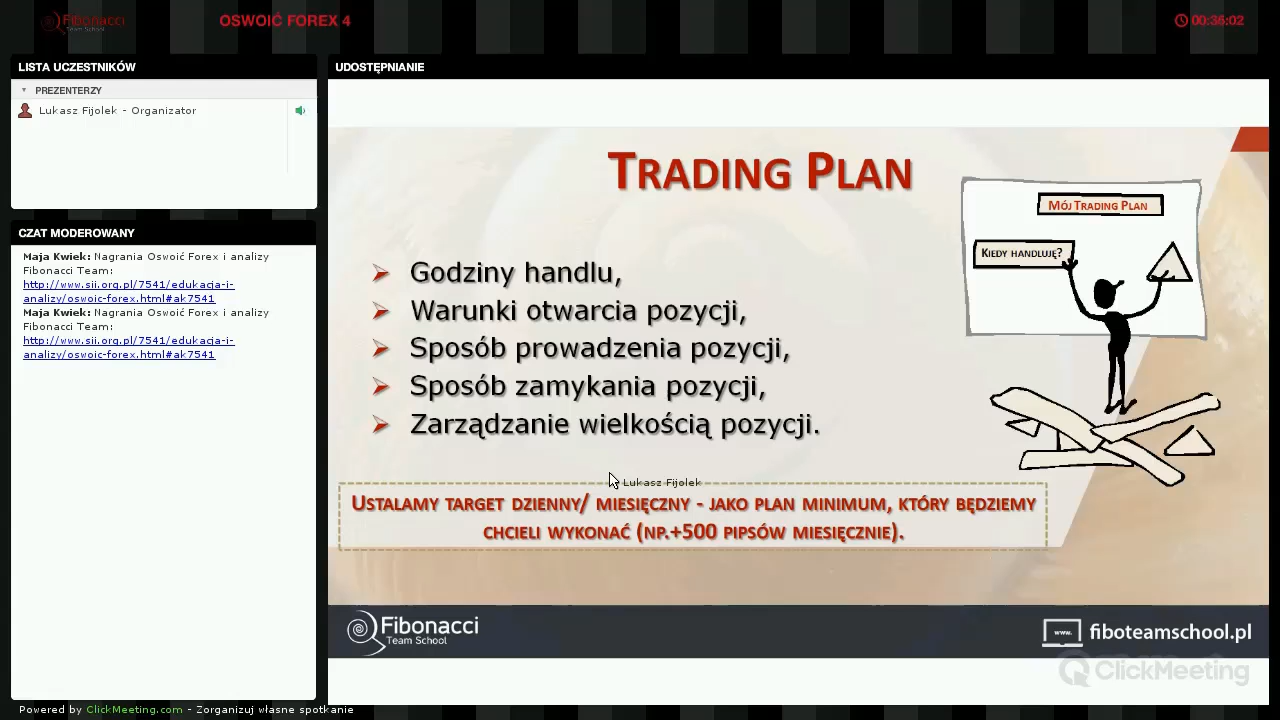 Fibonacci
Team School
OSWOIĆ FOREX 4
00:36:02
LISTA UCZESTNIKÓW
PREZENTERZY
Lukasz Fijolek - Organizator
CZAT MODEROWANY
Maja Kwiek: Nagrania Oswoić Forex i analizy
Fibonacci Team:
http://www.sii.org.pl/7541/edukacja-i-
analizy/oswoic-forex.html#ak7541
Maja Kwiek: Nagrania Oswoić Forex i analizy
Fibonacci Team:
http://www.sii.org.pl/7541/edukacja-i-
analizy/oswoic-forex.html#ak7541
UDOSTĘPNIANIE
TRADING PLAN
MÓJ TRADING PLAN
KIEDY HANDLUJĘ?
Godziny handlu,
Warunki otwarcia pozycji,
Sposób prowadzenia pozycji,
Sposób zamykania pozycji,
Zarządzanie wielkością pozycji.
Lukasz Fijolek
USTALAMY TARGET DZIENNY/ MIESIĘCZNY - JAKO PLAN MINIMUM, KTÓRY BĘDZIEMY
CHCIELI WYKONAĆ (NP.+500 PIPSÓW MIESIĘCZNIE).
Fibonacci
Team School
www.
fiboteamschool.pl
ClickMeeting
Powered by ClickMeeting.com - Zorganizuj własne spotkanie